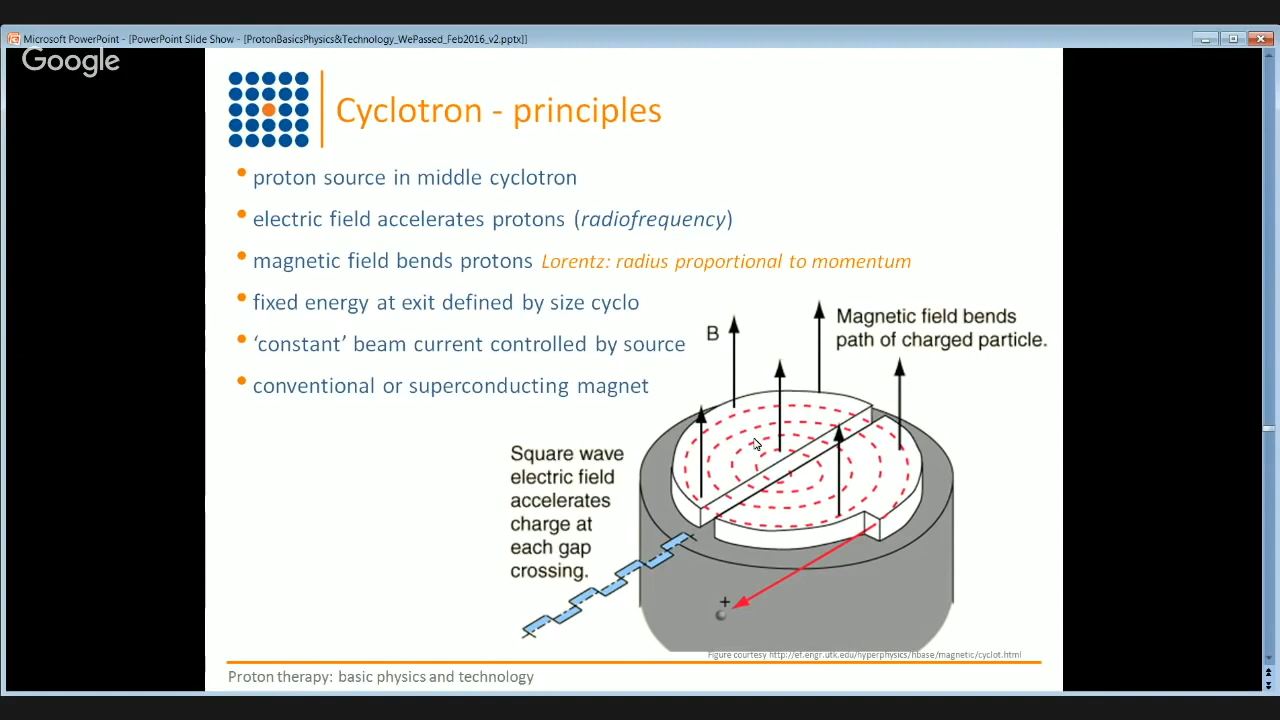 Microsoft PowerPoint - [PowerPoint Slide Show - [ProtonBasicsPhysics&Technology_WePassed_Feb2016_v2.pptx]]
Google
Cyclotron - principles
• proton source in middle cyclotron
• electric field accelerates protons (radiofrequency)
• magnetic field bends protons Lorentz: radius proportional to momentum
• fixed energy at exit defined by size cyclo
• ‘constant’ beam current controlled by source
• conventional or superconducting magnet
B
Magnetic field bends
path of charged particle.
Square wave
electric field
accelerates
charge at
each gap
crossing.
+
Figure courtesy http://ef.engr.utk.edu/hyperphysics/hbase/magnetic/cyclot.html
Proton therapy: basic physics and technology